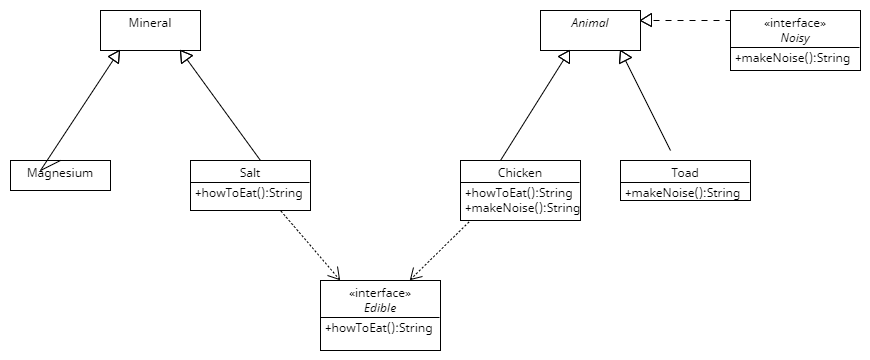 Mineral
Animal
«interface»
Noisy
+makeNoise():String
Magnesium
Salt
+howToEat():String
Chicken
+howToEat():String
+makeNoise():String
Toad
+makeNoise():String
«interface»
Edible
+howToEat():String